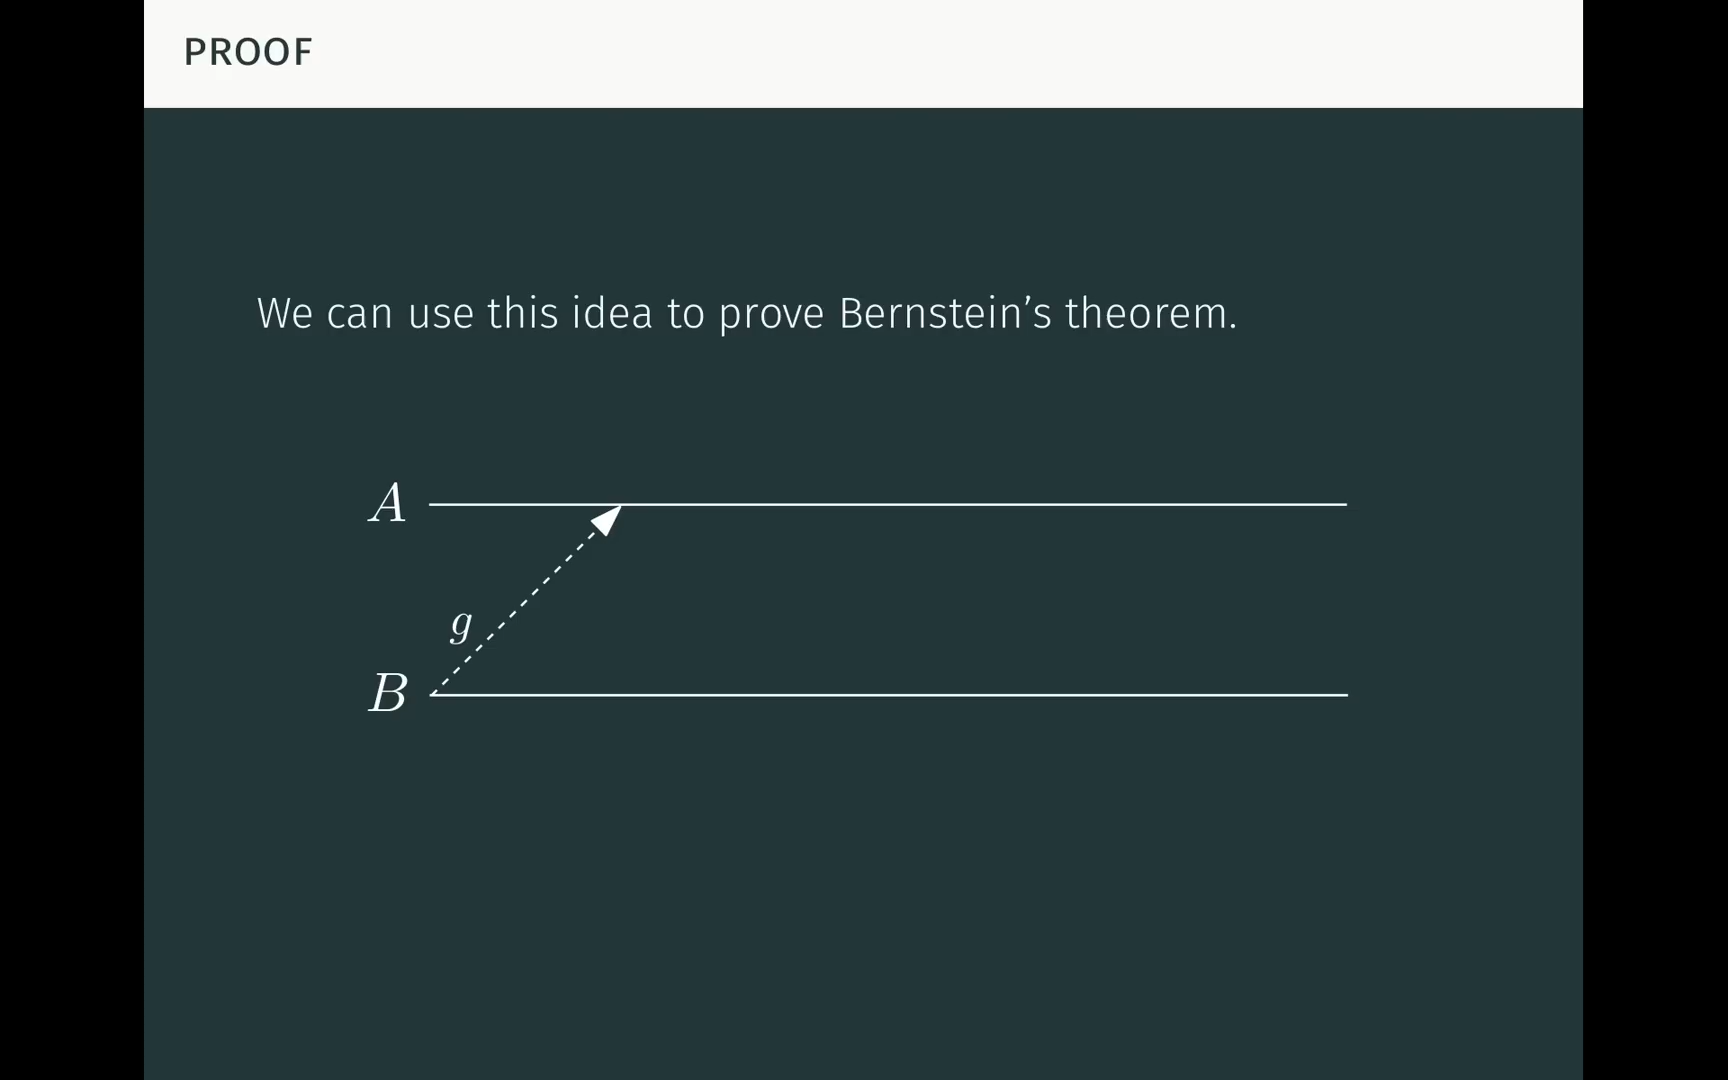 PROOF
We can use this idea to prove Bernstein’s theorem.
A
g
B